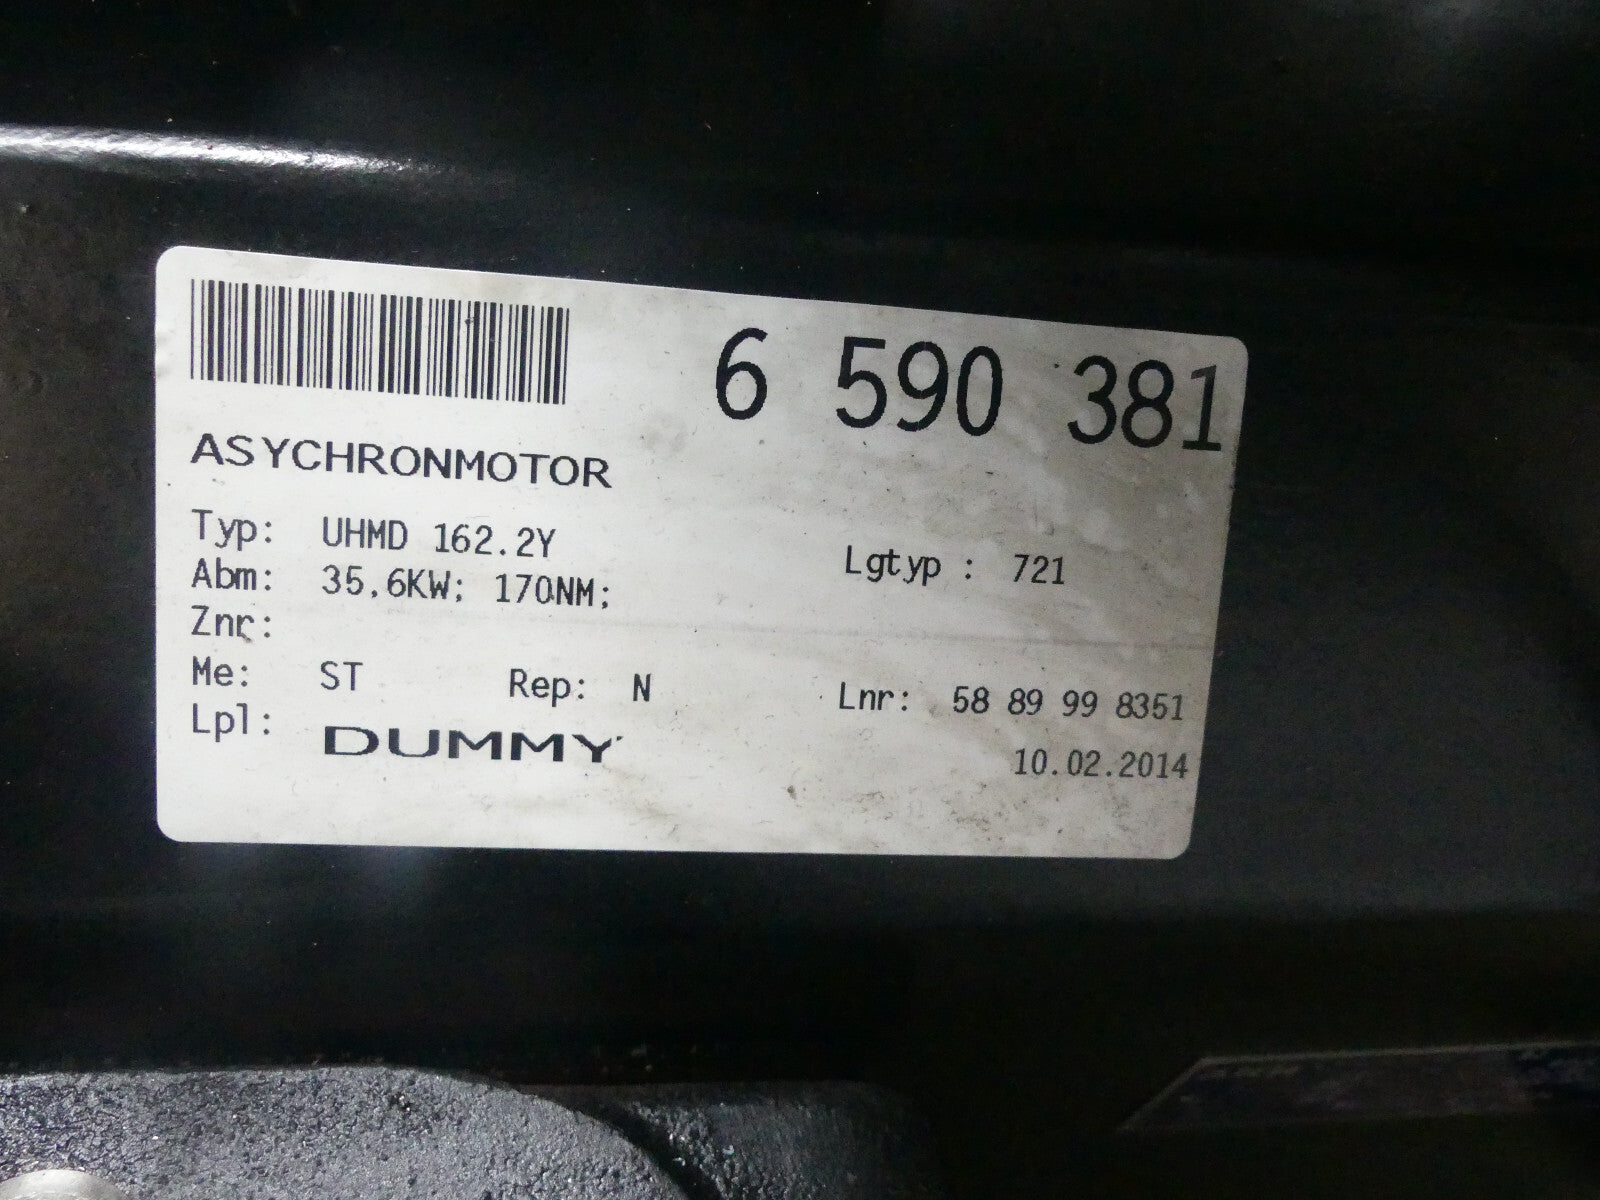 6 590 381
ASYCHRONMOTOR
Typ: UHMD 162.2Y Lgtyp : 721
Abm: 35,6KW; 170NM;
Znr:
Me: ST Rep: N Lnr: 58 89 99 8351
Lpl: DUMMY 10.02.2014